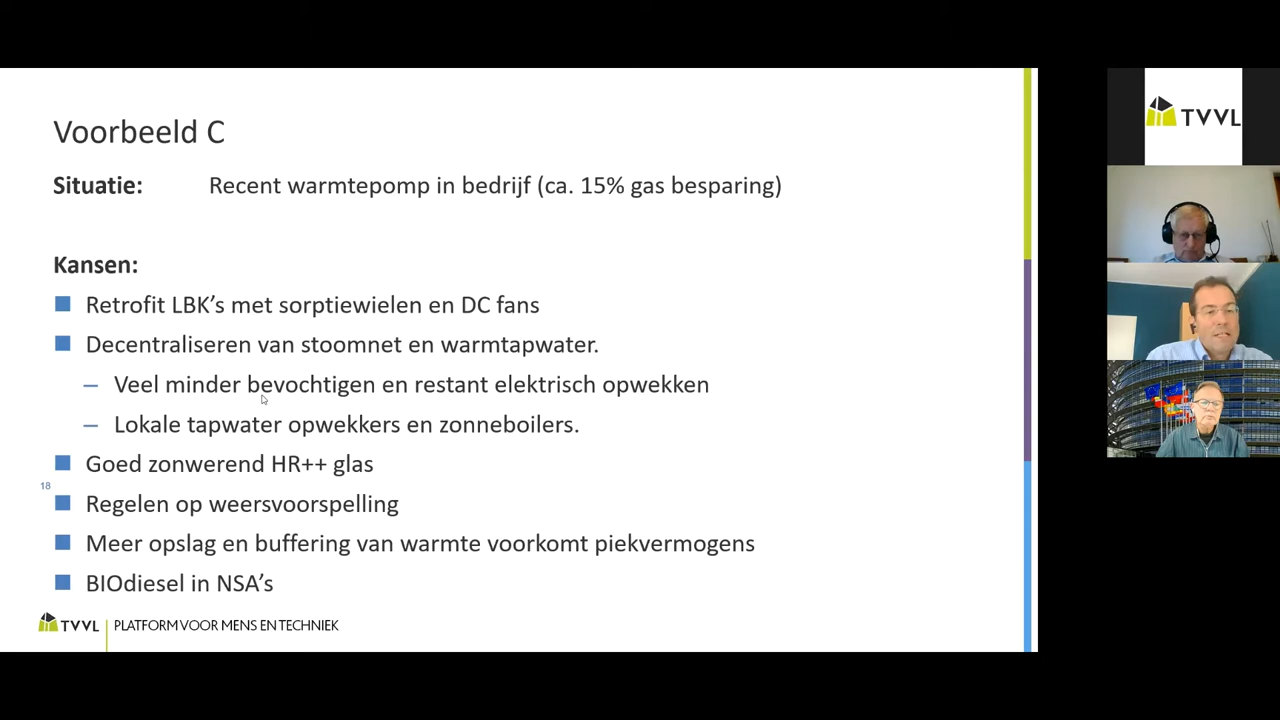 Voorbeeld C
Situatie: Recent warmtepomp in bedrijf (ca. 15% gas besparing)
Kansen:
Retrofit LBK’s met sorptiewielen en DC fans
Decentraliseren van stoomnet en warmtapwater.
– Veel minder bevochtigen en restant elektrisch opwekken
– Lokale tapwater opwekkers en zonneboilers.
Goed zonwerend HR++ glas
18
Regelen op weersvoorspelling
Meer opslag en buffering van warmte voorkomt piekvermogens
BIOdiesel in NSA’s
TVVL PLATFORM VOOR MENS EN TECHNIEK
TVVL